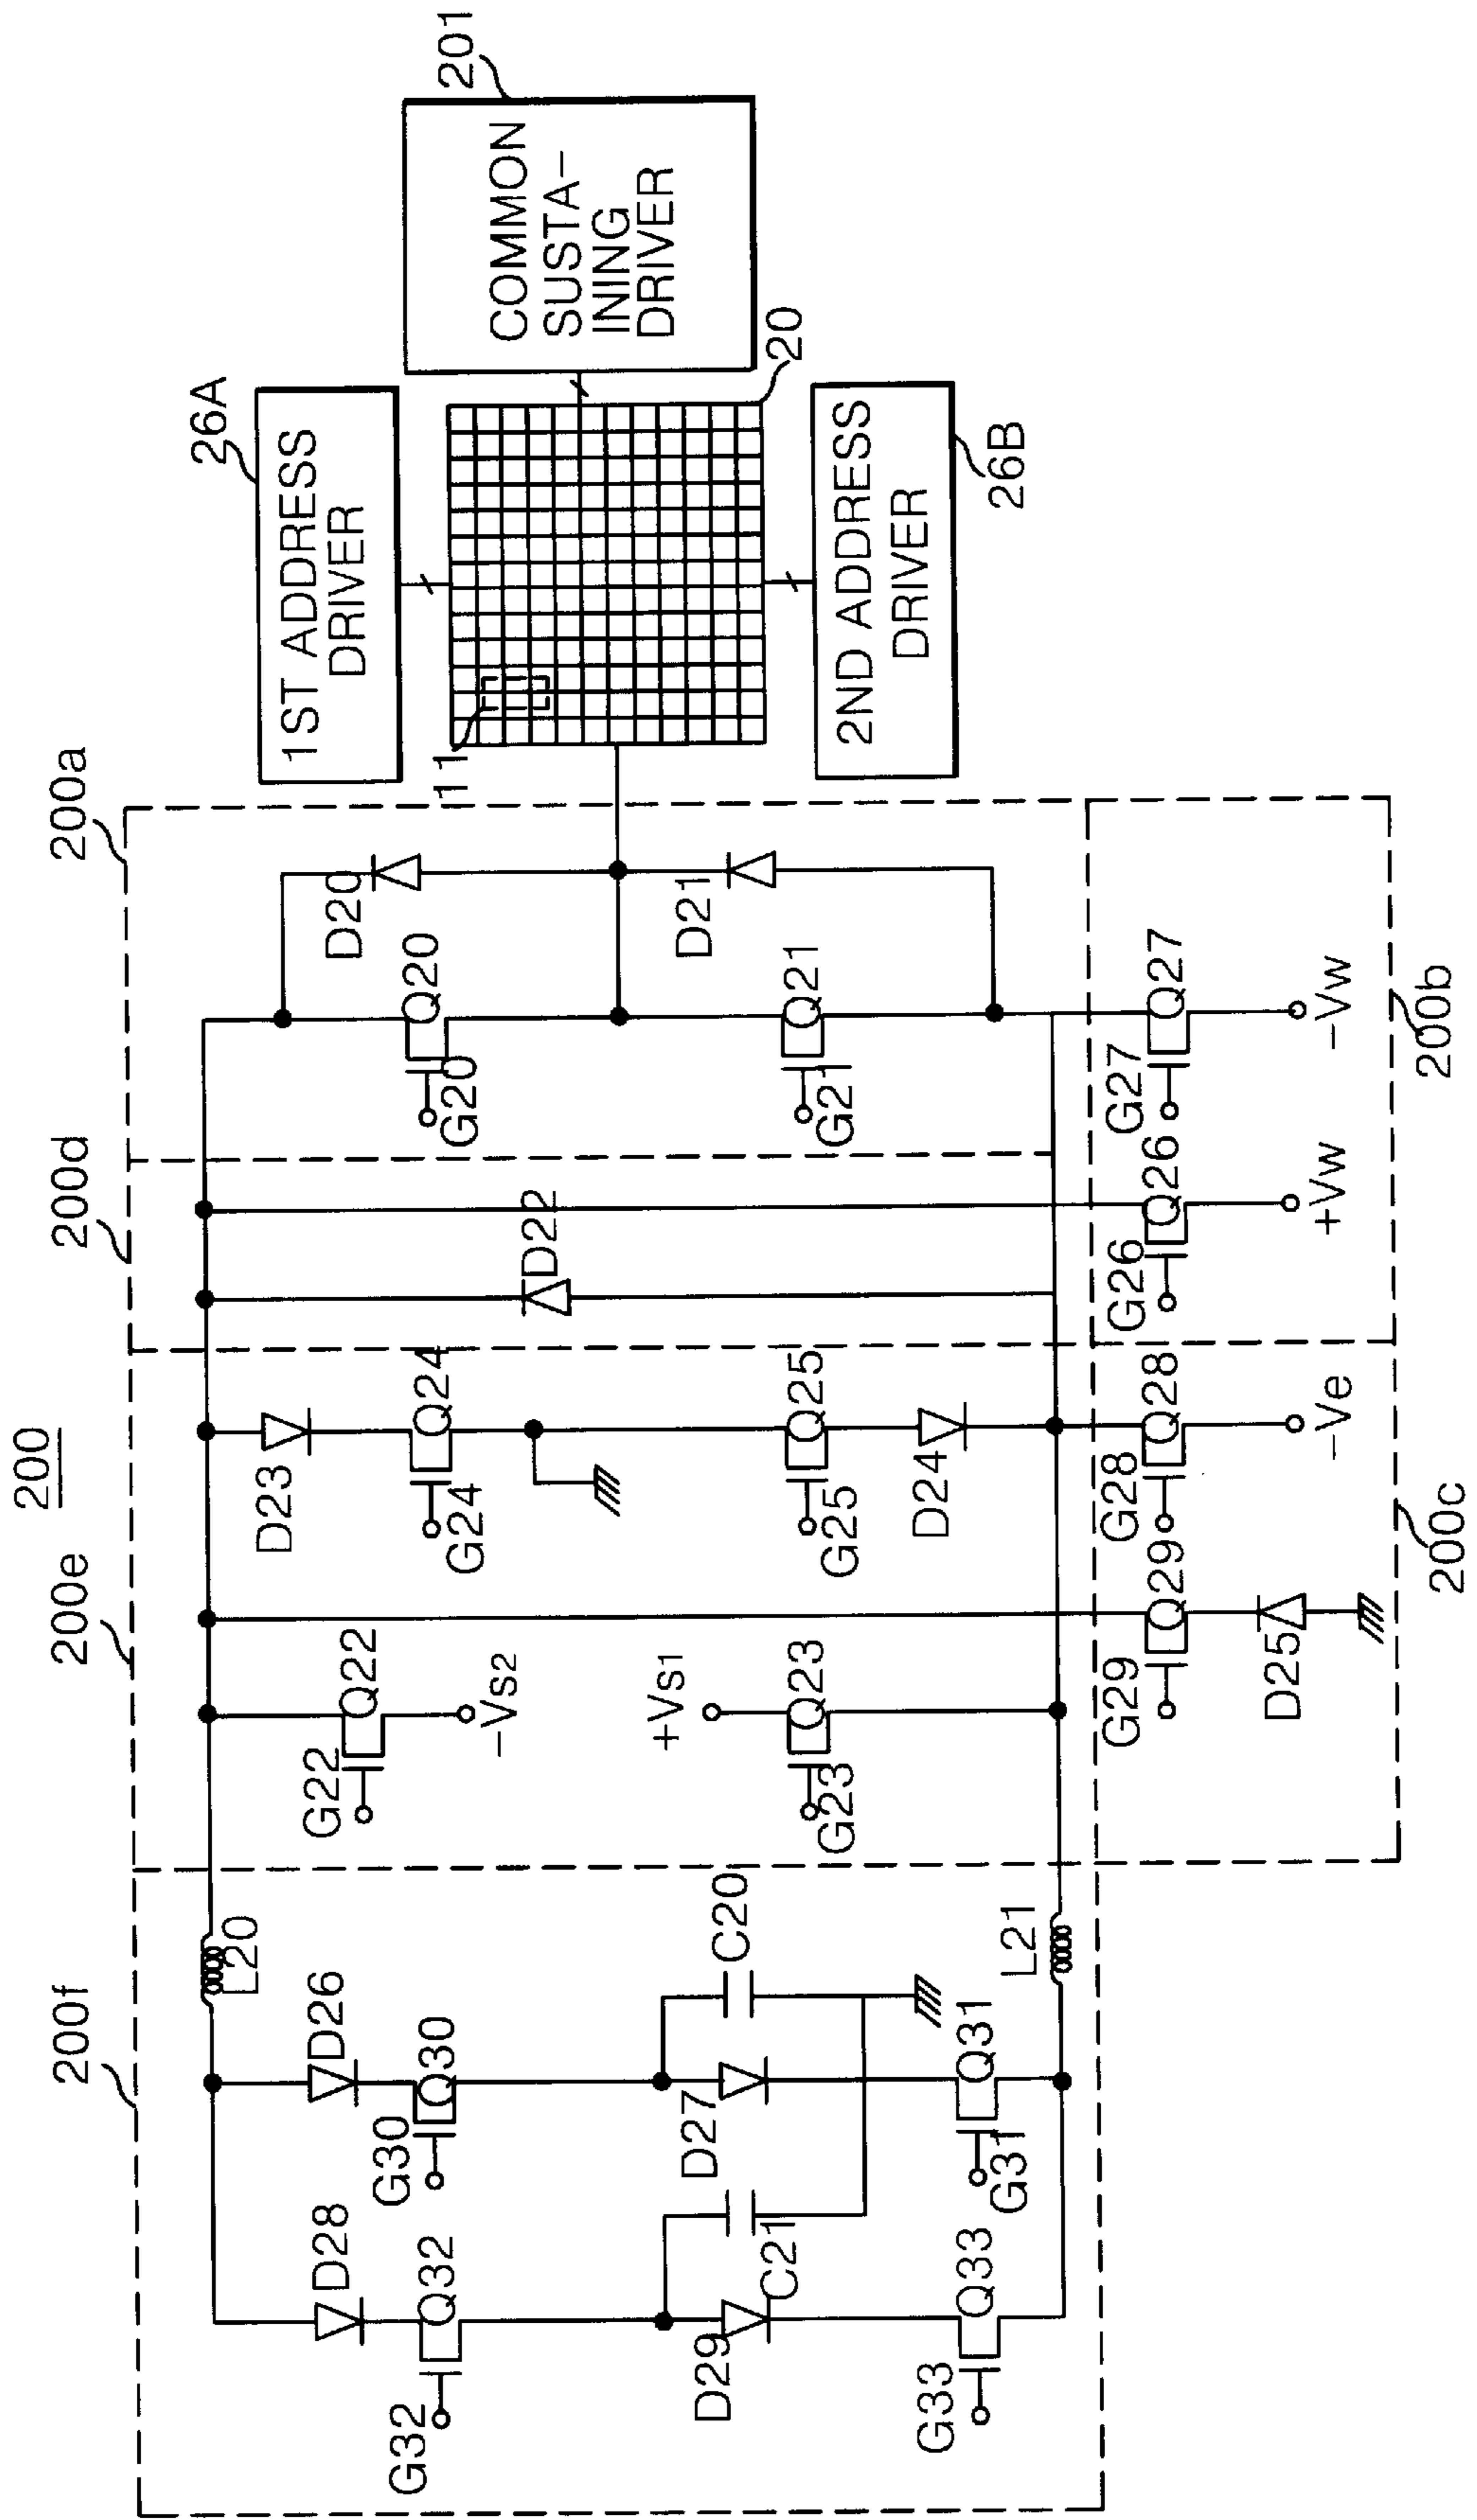 200
200f
200e
200d
200a
26A
201
1ST ADDRESS
DRIVER
COMMON
SUSTA-
INING
DRIVER
11
20
2ND ADDRESS
DRIVER
26B
L20
D28
D26
G32
Q32
G30
Q30
C20
D29
C21
D27
L21
G33
Q33
G31
Q31
G22
Q22
-Vs2
+Vs1
G23
Q23
D23
G24
Q24
G25
Q25
D24
D22
G20
Q20
D20
G21
Q21
D21
G29
Q29
D25
G28
Q28
-Ve
G26
Q26
+Vw
G27
Q27
-Vw
200c
200b